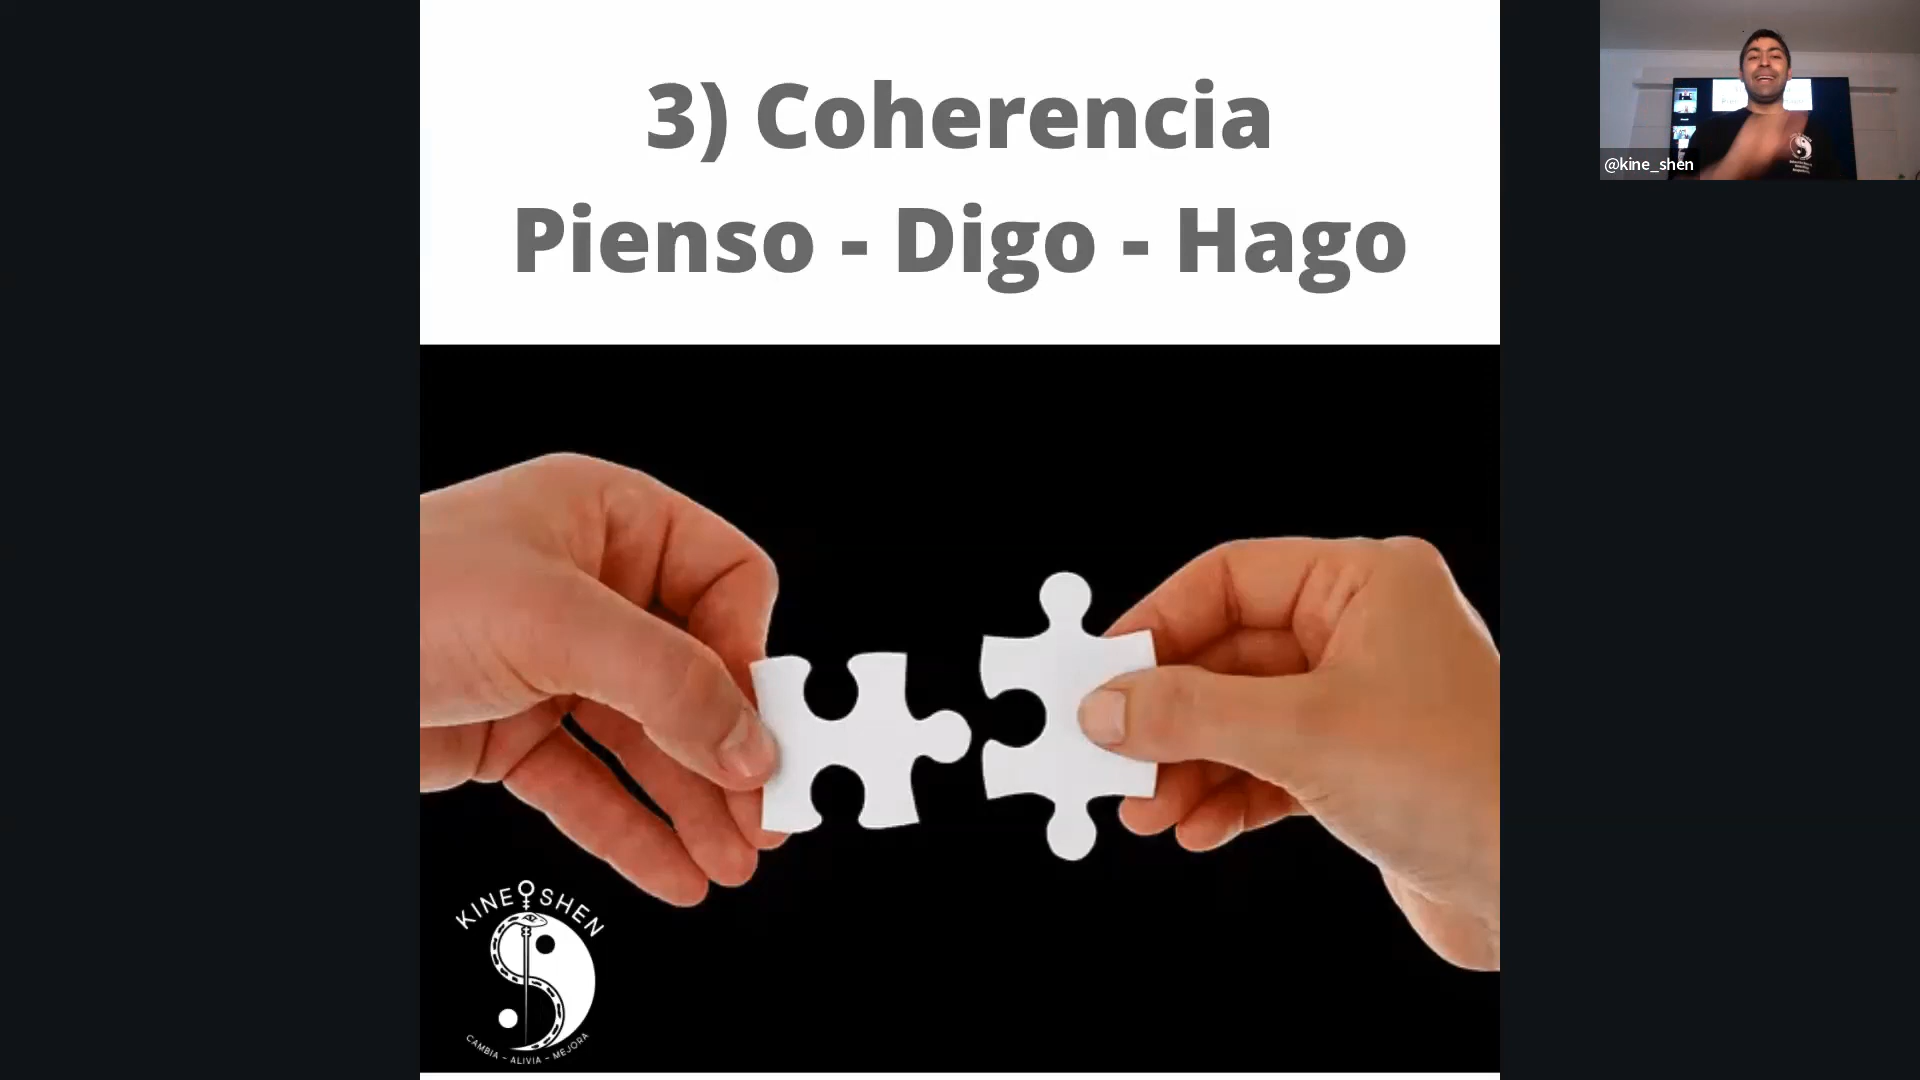 3) Coherencia
Pienso - Digo - Hago
@kine_shen
KINE SHEN
CAMBIA - ALIVIA - MEJORA